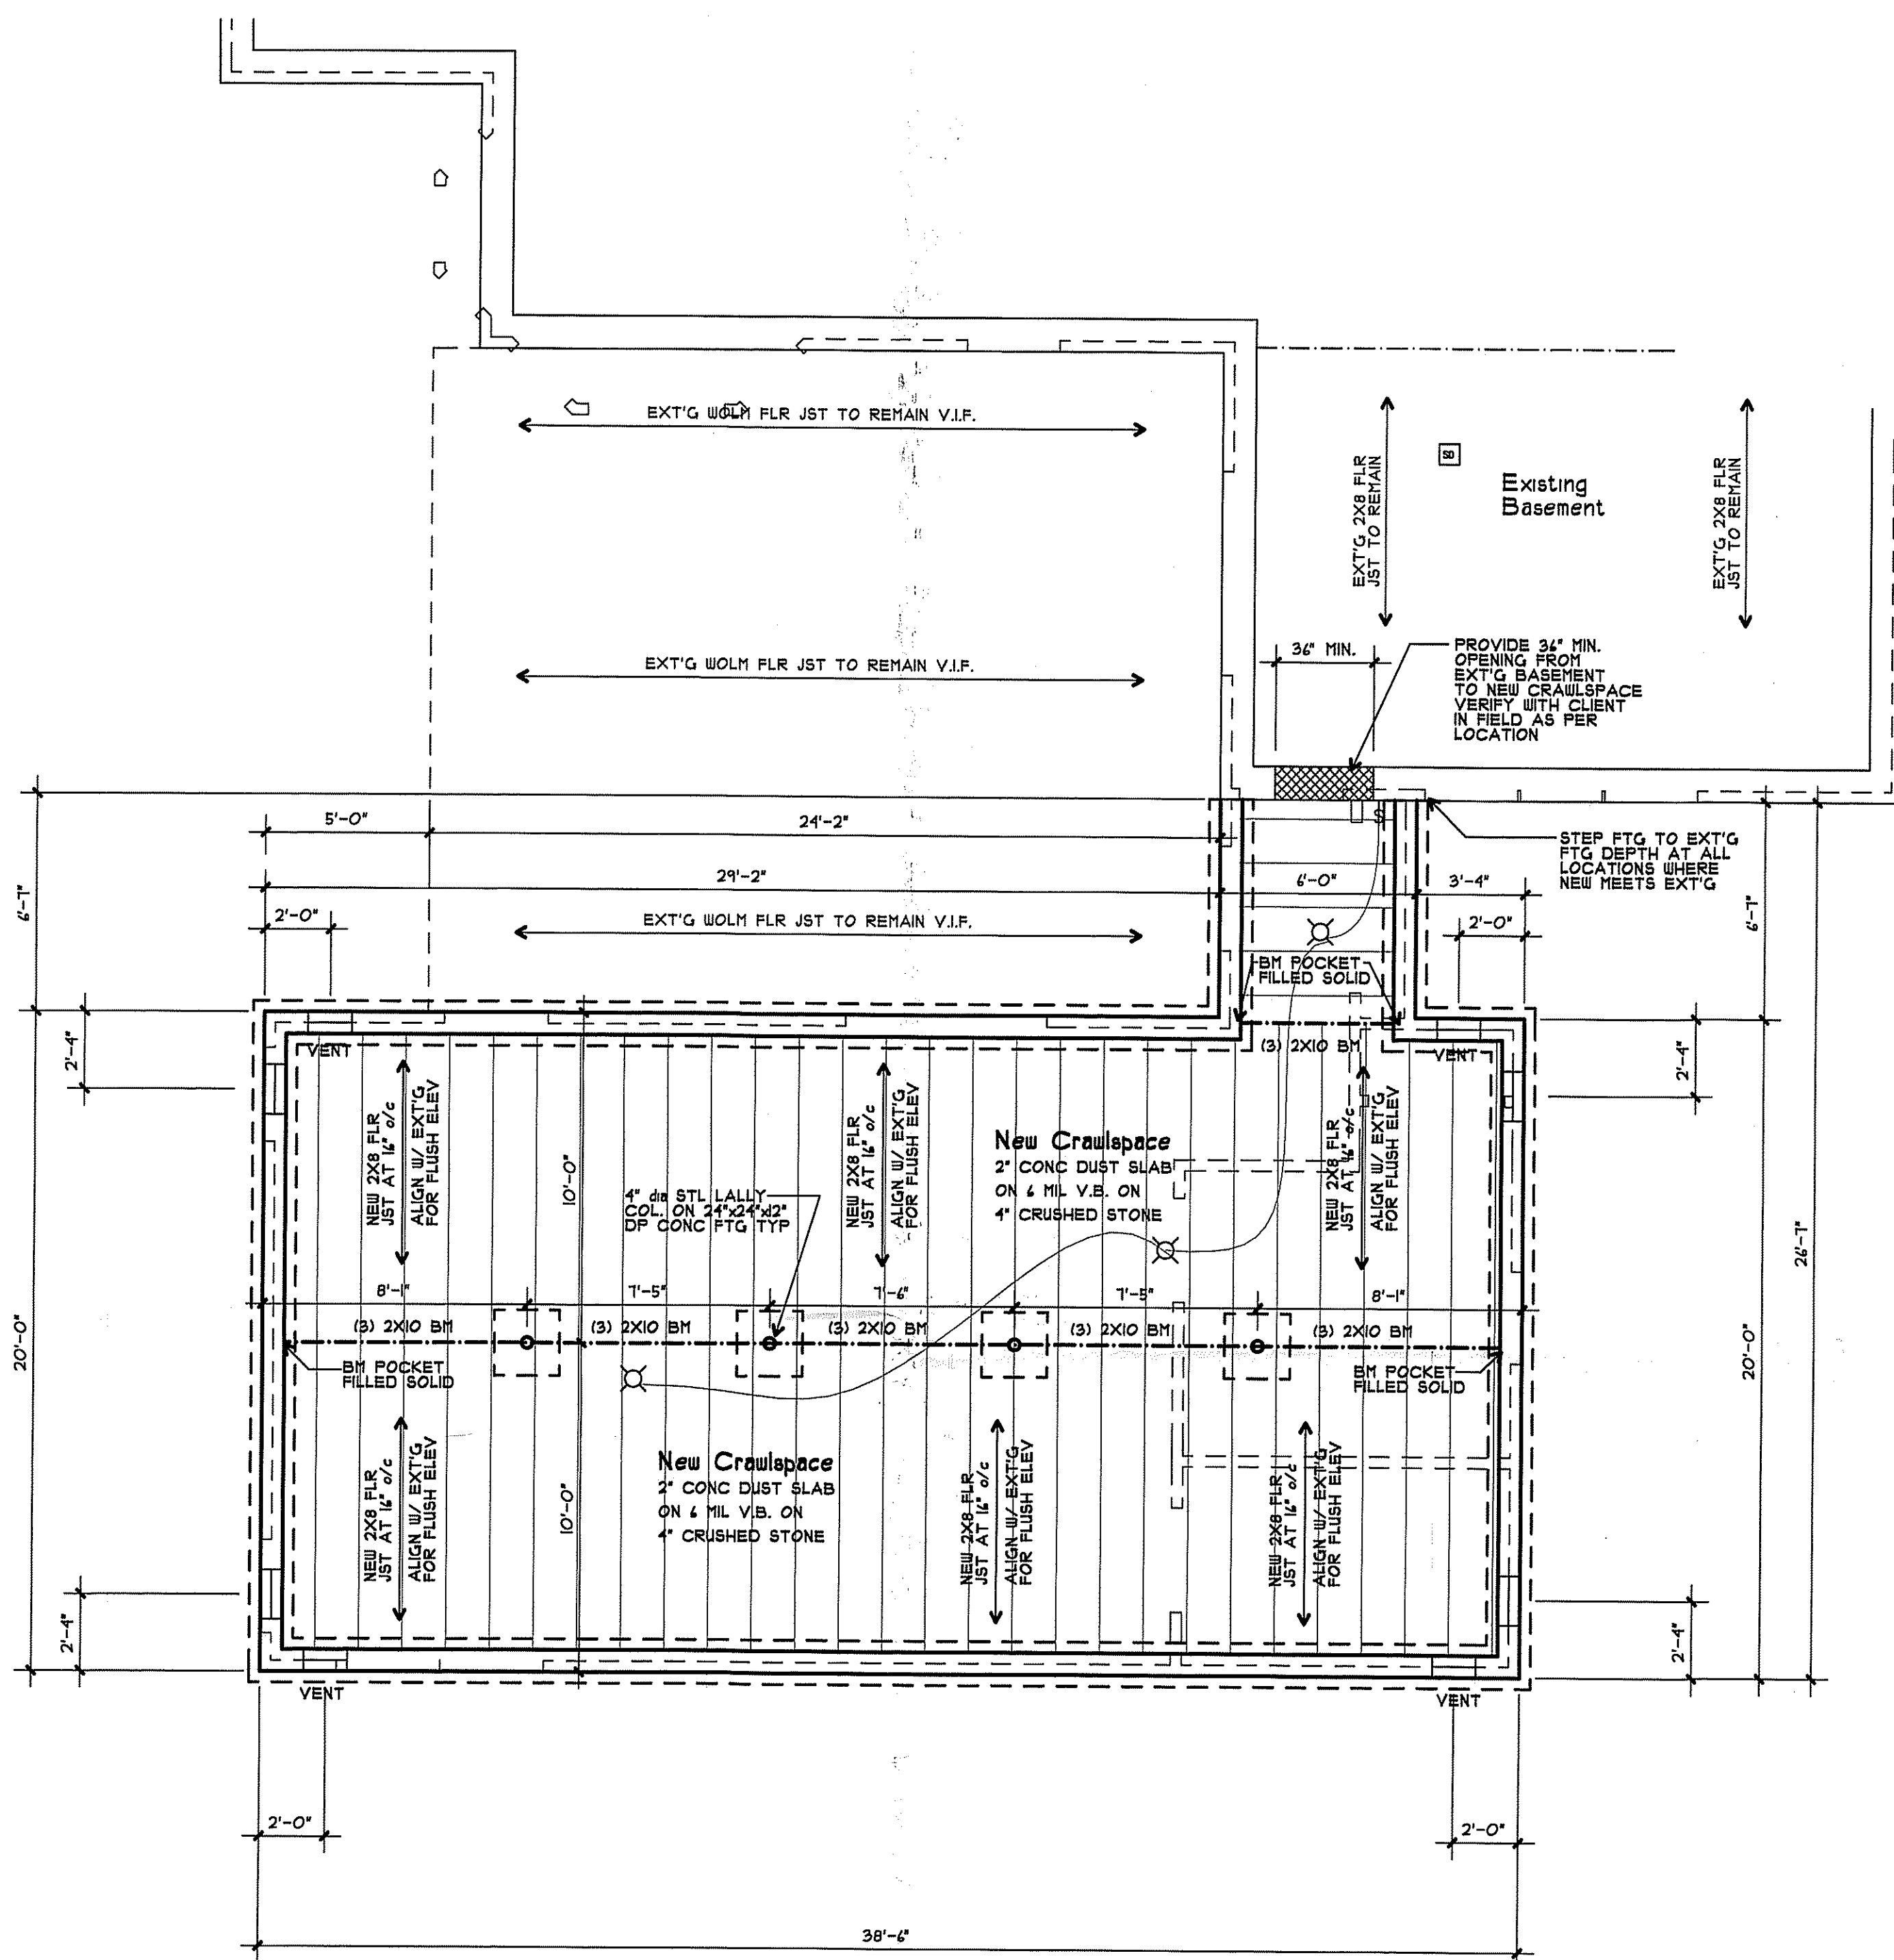 EXT'G WOLM FLR JST TO REMAIN V.I.F.
EXT'G 2X8 FLR
JST TO REMAIN
SD
Existing
Basement
EXT'G 2X8 FLR
JST TO REMAIN
EXT'G WOLM FLR JST TO REMAIN V.I.F.
36" MIN.
PROVIDE 36" MIN.
OPENING FROM
EXT'G BASEMENT
TO NEW CRAWLSPACE
VERIFY WITH CLIENT
IN FIELD AS PER
LOCATION
5'-0"
24'-2"
S
STEP FTG TO EXT'G
FTG DEPTH AT ALL
LOCATIONS WHERE
NEW MEETS EXT'G
29'-2"
6'-0"
3'-4"
6'-7"
2'-0"
EXT'G WOLM FLR JST TO REMAIN V.I.F.
2'-0"
6'-7"
BM POCKET
FILLED SOLID
2'-4"
VENT
(3) 2X10 BM
VENT
2'-4"
NEW 2X8 FLR
JST AT 16" o/c
ALIGN W/ EXT'G
FOR FLUSH ELEV
10'-0"
NEW 2X8 FLR
JST AT 16" o/c
ALIGN W/ EXT'G
FOR FLUSH ELEV
New Crawlspace
2" CONC DUST SLAB
ON 6 MIL V.B. ON
4" CRUSHED STONE
NEW 2X8 FLR
JST AT 16" o/c
ALIGN W/ EXT'G
FOR FLUSH ELEV
4" dia STL LALLY
COL. ON 24"x24"x12"
DP CONC FTG TYP
26'-7"
8'-1"
7'-5"
7'-6"
7'-5"
8'-1"
(3) 2X10 BM
(3) 2X10 BM
(3) 2X10 BM
(3) 2X10 BM
(3) 2X10 BM
20'-0"
BM POCKET
FILLED SOLID
BM POCKET
FILLED SOLID
20'-0"
NEW 2X8 FLR
JST AT 16" o/c
ALIGN W/ EXT'G
FOR FLUSH ELEV
10'-0"
New Crawlspace
2" CONC DUST SLAB
ON 6 MIL V.B. ON
4" CRUSHED STONE
NEW 2X8 FLR
JST AT 16" o/c
ALIGN W/ EXT'G
FOR FLUSH ELEV
NEW 2X8 FLR
JST AT 16" o/c
ALIGN W/ EXT'G
FOR FLUSH ELEV
2'-4"
2'-4"
VENT
VENT
2'-0"
2'-0"
38'-6"